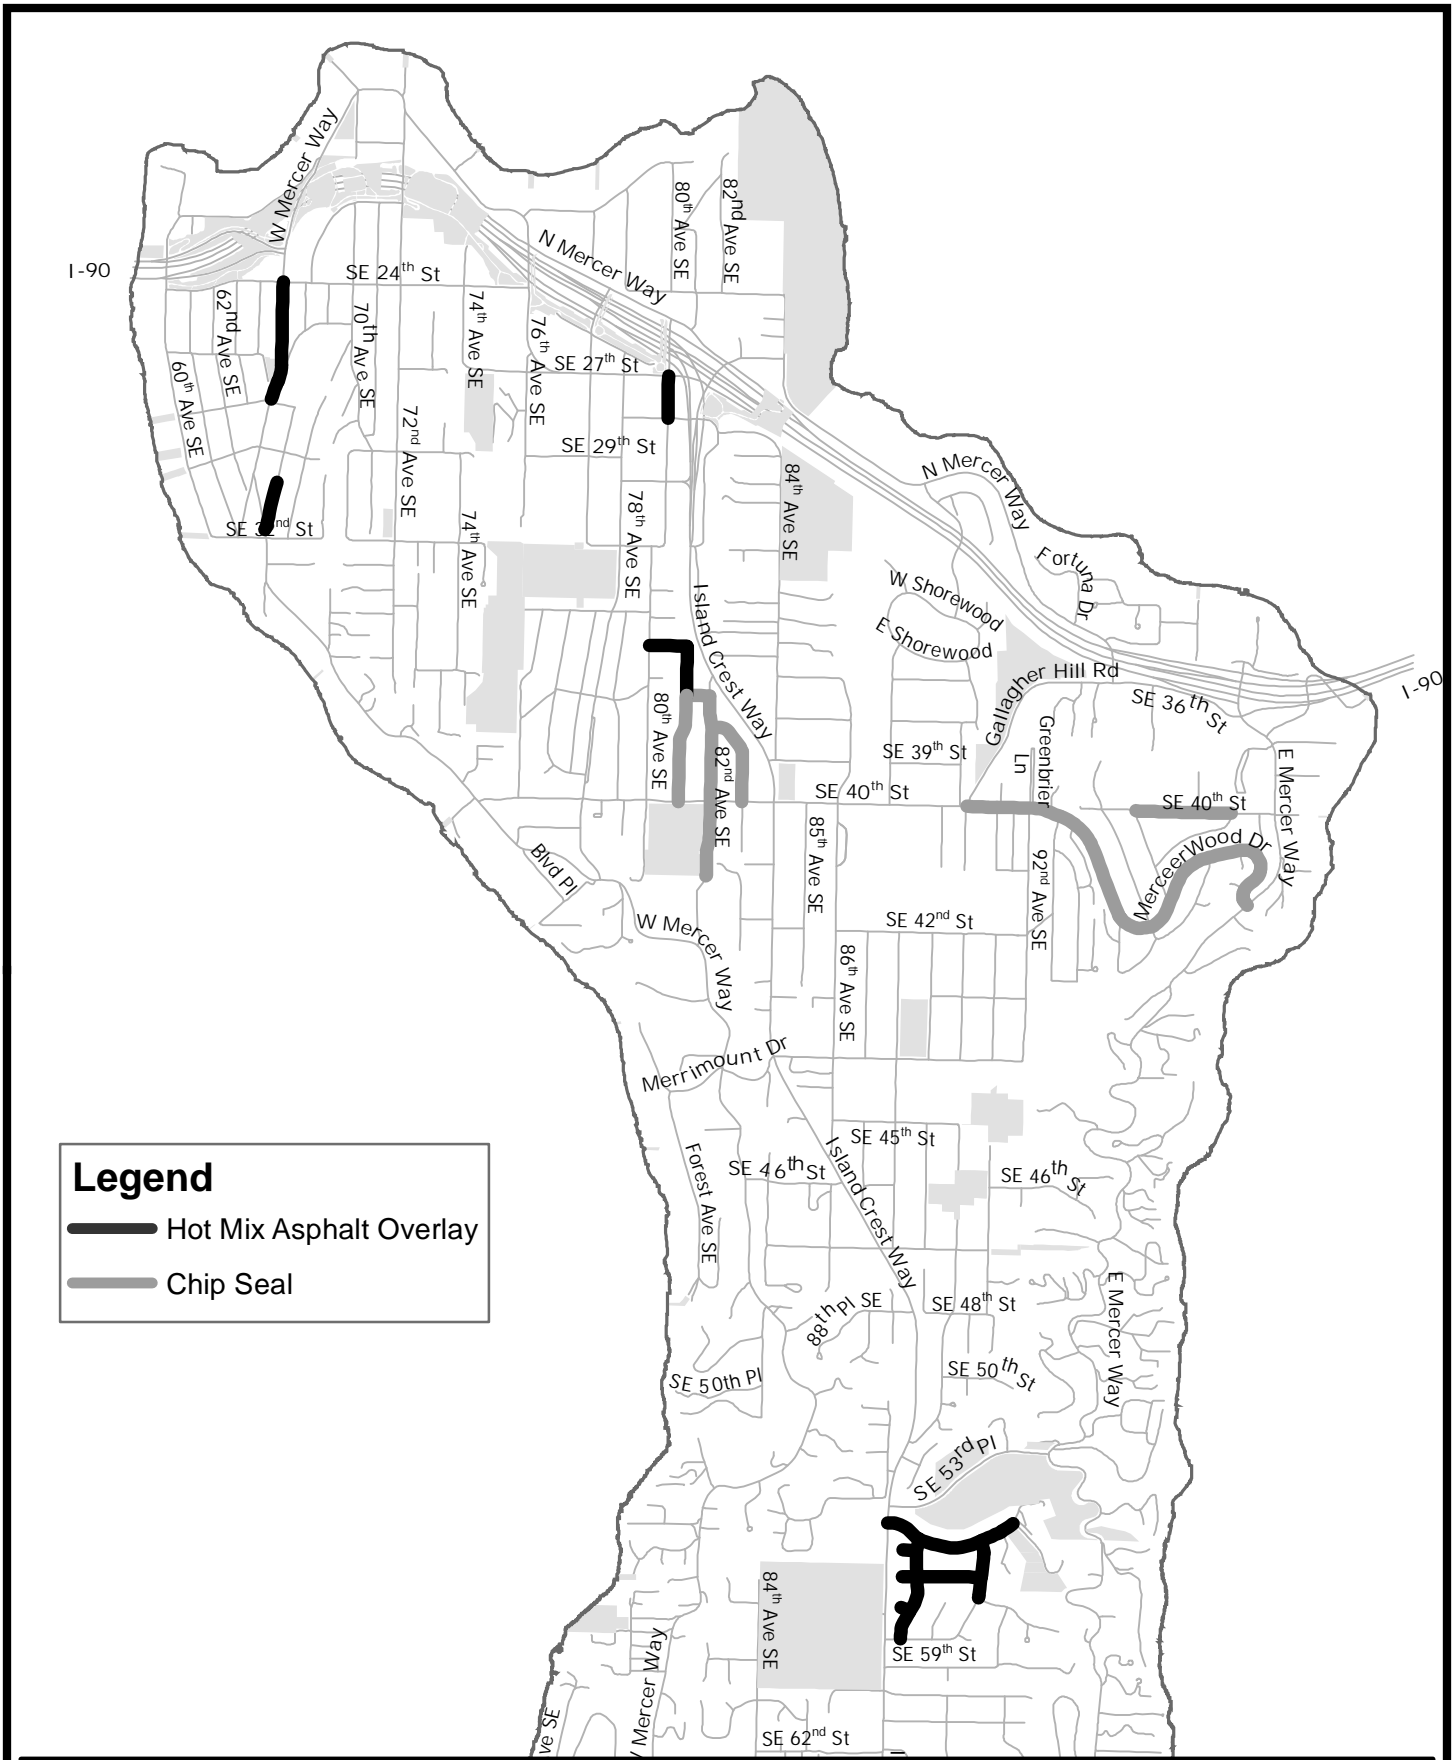 W Mercer Way
80th Ave SE
82nd Ave SE
N Mercer Way
I-90
SE 24th St
62nd Ave SE
70th Ave SE
74th Ave SE
76th Ave SE
SE 27th St
60th Ave SE
72nd Ave SE
SE 29th St
N Mercer Way
84th Ave SE
78th Ave SE
74th Ave SE
SE 32nd St
Fortuna Dr
W Shorewood
E Shorewood
Island Crest Way
Gallagher Hill Rd
I-90
SE 36th St
80th Ave SE
82nd Ave SE
SE 39th St
Greenbrier
Ln
E Mercer Way
SE 40th St
SE 40th St
85th Ave SE
MerceerWood Dr
Blvd Pl
92nd Ave SE
W Mercer Way
SE 42nd St
86th Ave SE
Merrimount Dr
SE 45th St
Island Crest Way
Forest Ave SE
SE 46th St
SE 46th St
Legend
Hot Mix Asphalt Overlay
Chip Seal
E Mercer Way
88th Pl SE
SE 48th St
SE 50th Pl
SE 50th St
SE 53rd Pl
84th Ave SE
SE 59th St
Mercer Way
ve SE
SE 62nd St